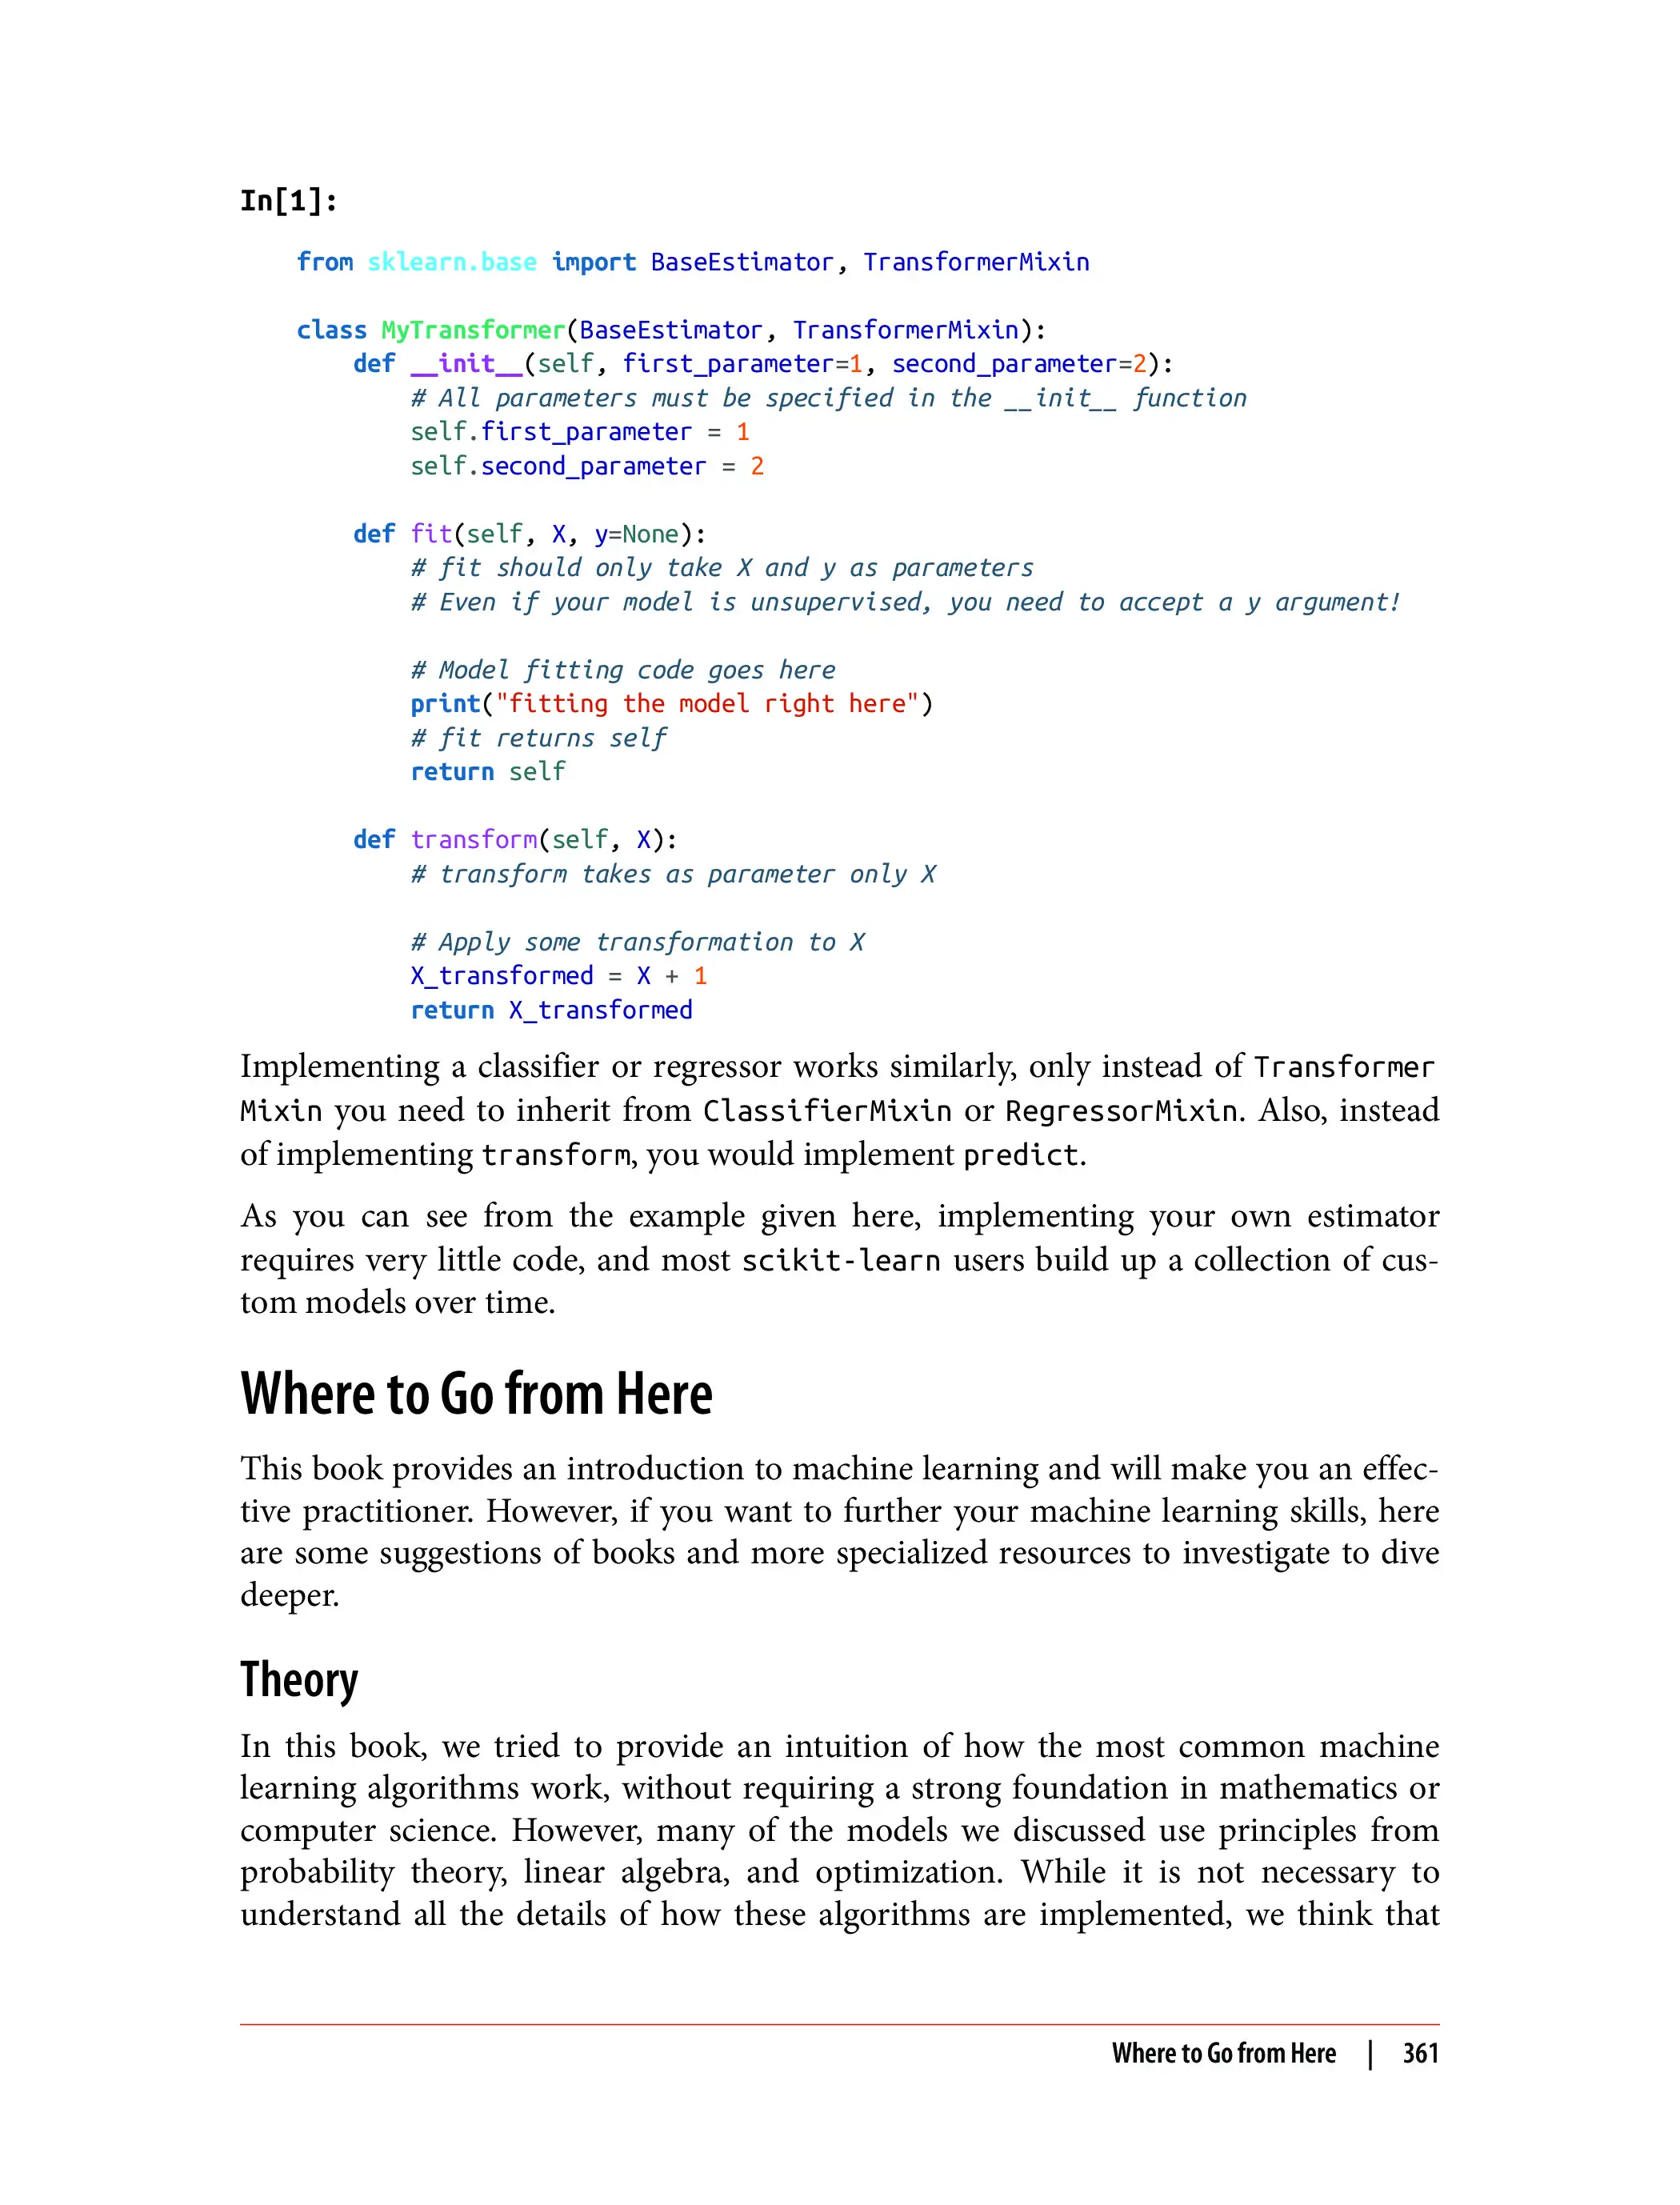 In[1]:
from sklearn.base import BaseEstimator, TransformerMixin
class MyTransformer(BaseEstimator, TransformerMixin):
    def __init__(self, first_parameter=1, second_parameter=2):
        # All parameters must be specified in the __init__ function
        self.first_parameter = 1
        self.second_parameter = 2
    def fit(self, X, y=None):
        # fit should only take X and y as parameters
        # Even if your model is unsupervised, you need to accept a y argument!
        # Model fitting code goes here
        print("fitting the model right here")
        # fit returns self
        return self
    def transform(self, X):
        # transform takes as parameter only X
        # Apply some transformation to X
        X_transformed = X + 1
        return X_transformed
Implementing a classifier or regressor works similarly, only instead of Transformer
Mixin you need to inherit from ClassifierMixin or RegressorMixin. Also, instead
of implementing transform, you would implement predict.
As you can see from the example given here, implementing your own estimator
requires very little code, and most scikit-learn users build up a collection of cus-
tom models over time.
Where to Go from Here
This book provides an introduction to machine learning and will make you an effec-
tive practitioner. However, if you want to further your machine learning skills, here
are some suggestions of books and more specialized resources to investigate to dive
deeper.
Theory
In this book, we tried to provide an intuition of how the most common machine
learning algorithms work, without requiring a strong foundation in mathematics or
computer science. However, many of the models we discussed use principles from
probability theory, linear algebra, and optimization. While it is not necessary to
understand all the details of how these algorithms are implemented, we think that
Where to Go from Here | 361